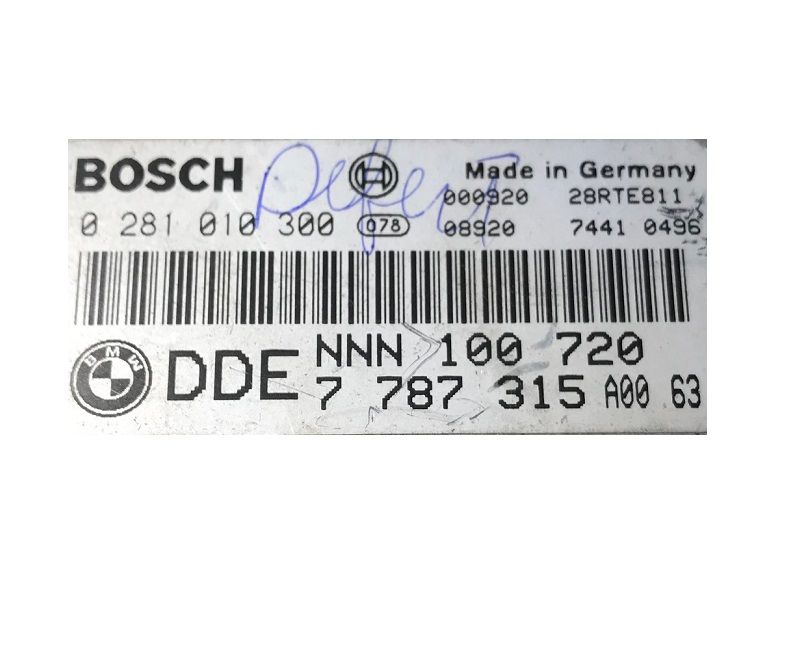 BOSCH Made in Germany
000920 28RTE811
0 281 010 300 078 08920 7441 0496
BMW
DDE NNN 100 720
7 787 315 A00 63
Defekt